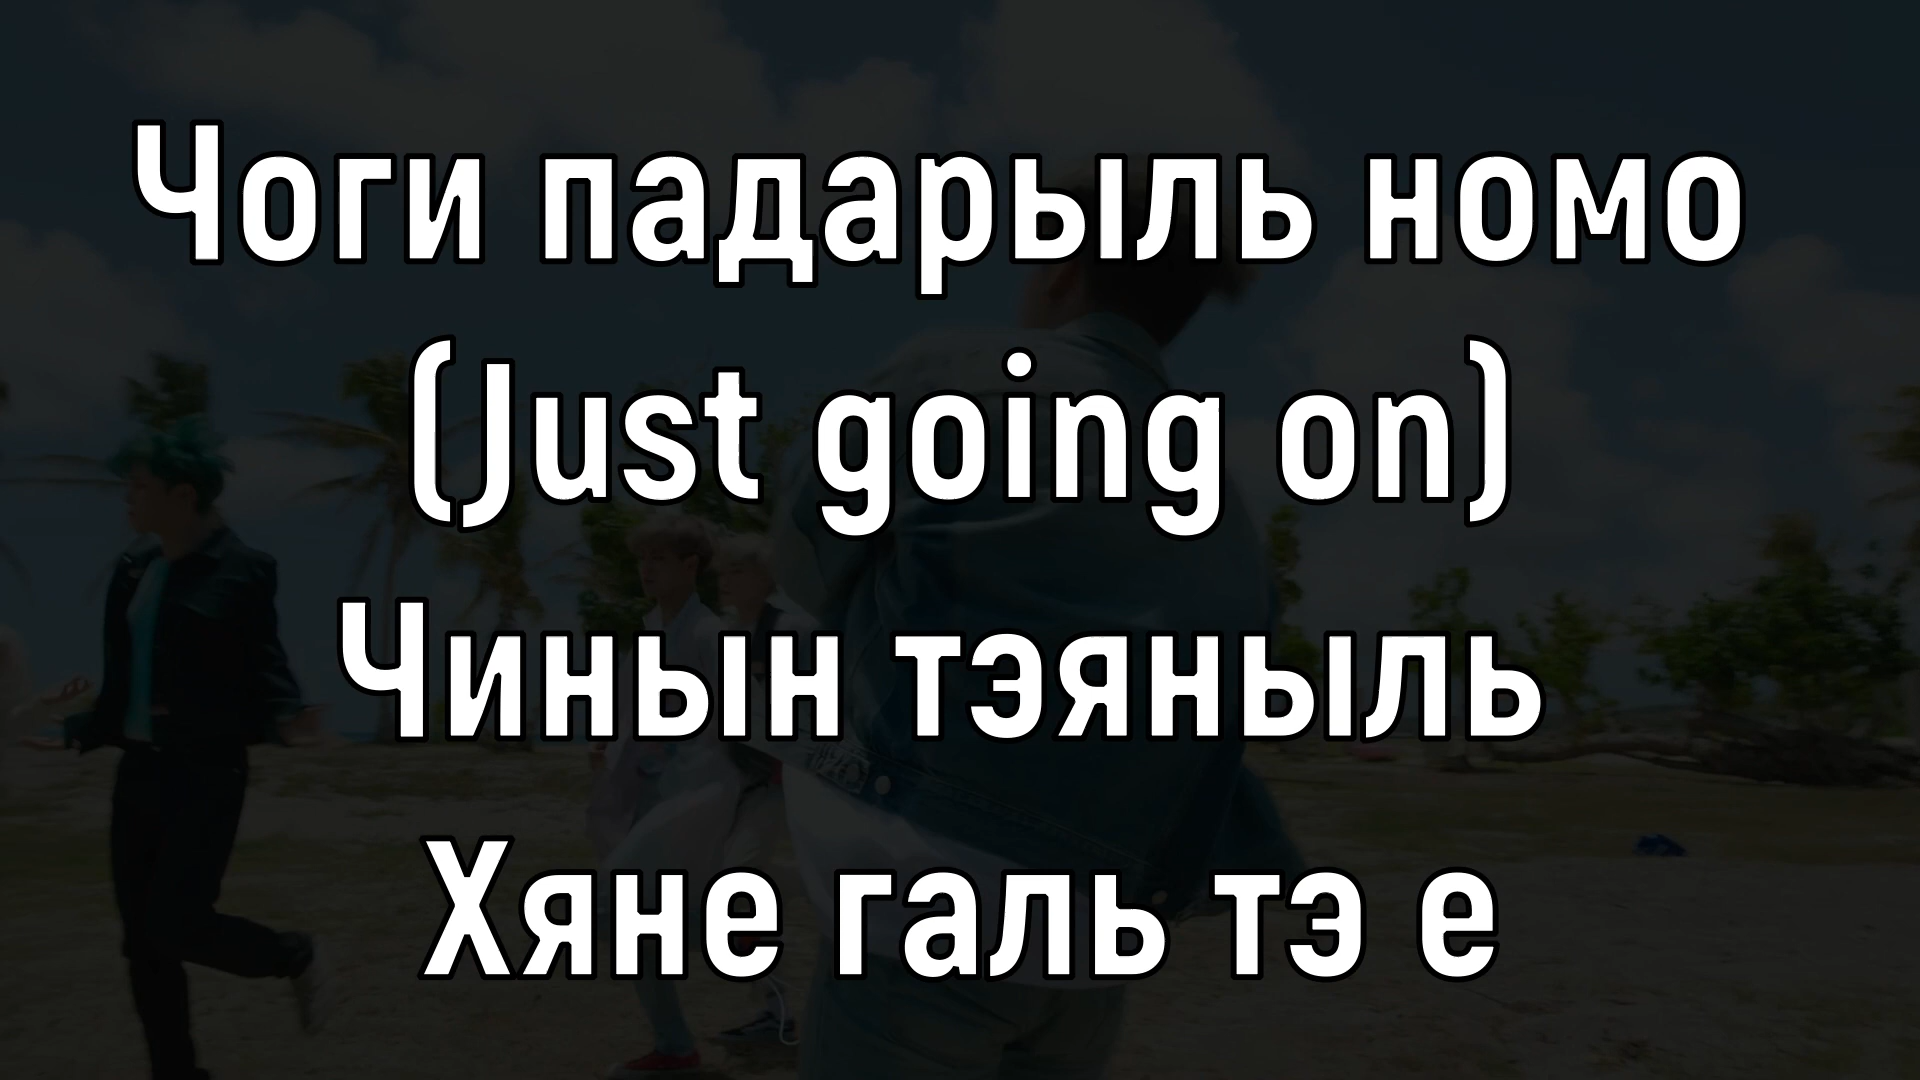 Чоги падарыль номо
(Just going on)
Чинын тэяныль
Хяне галь тэ е